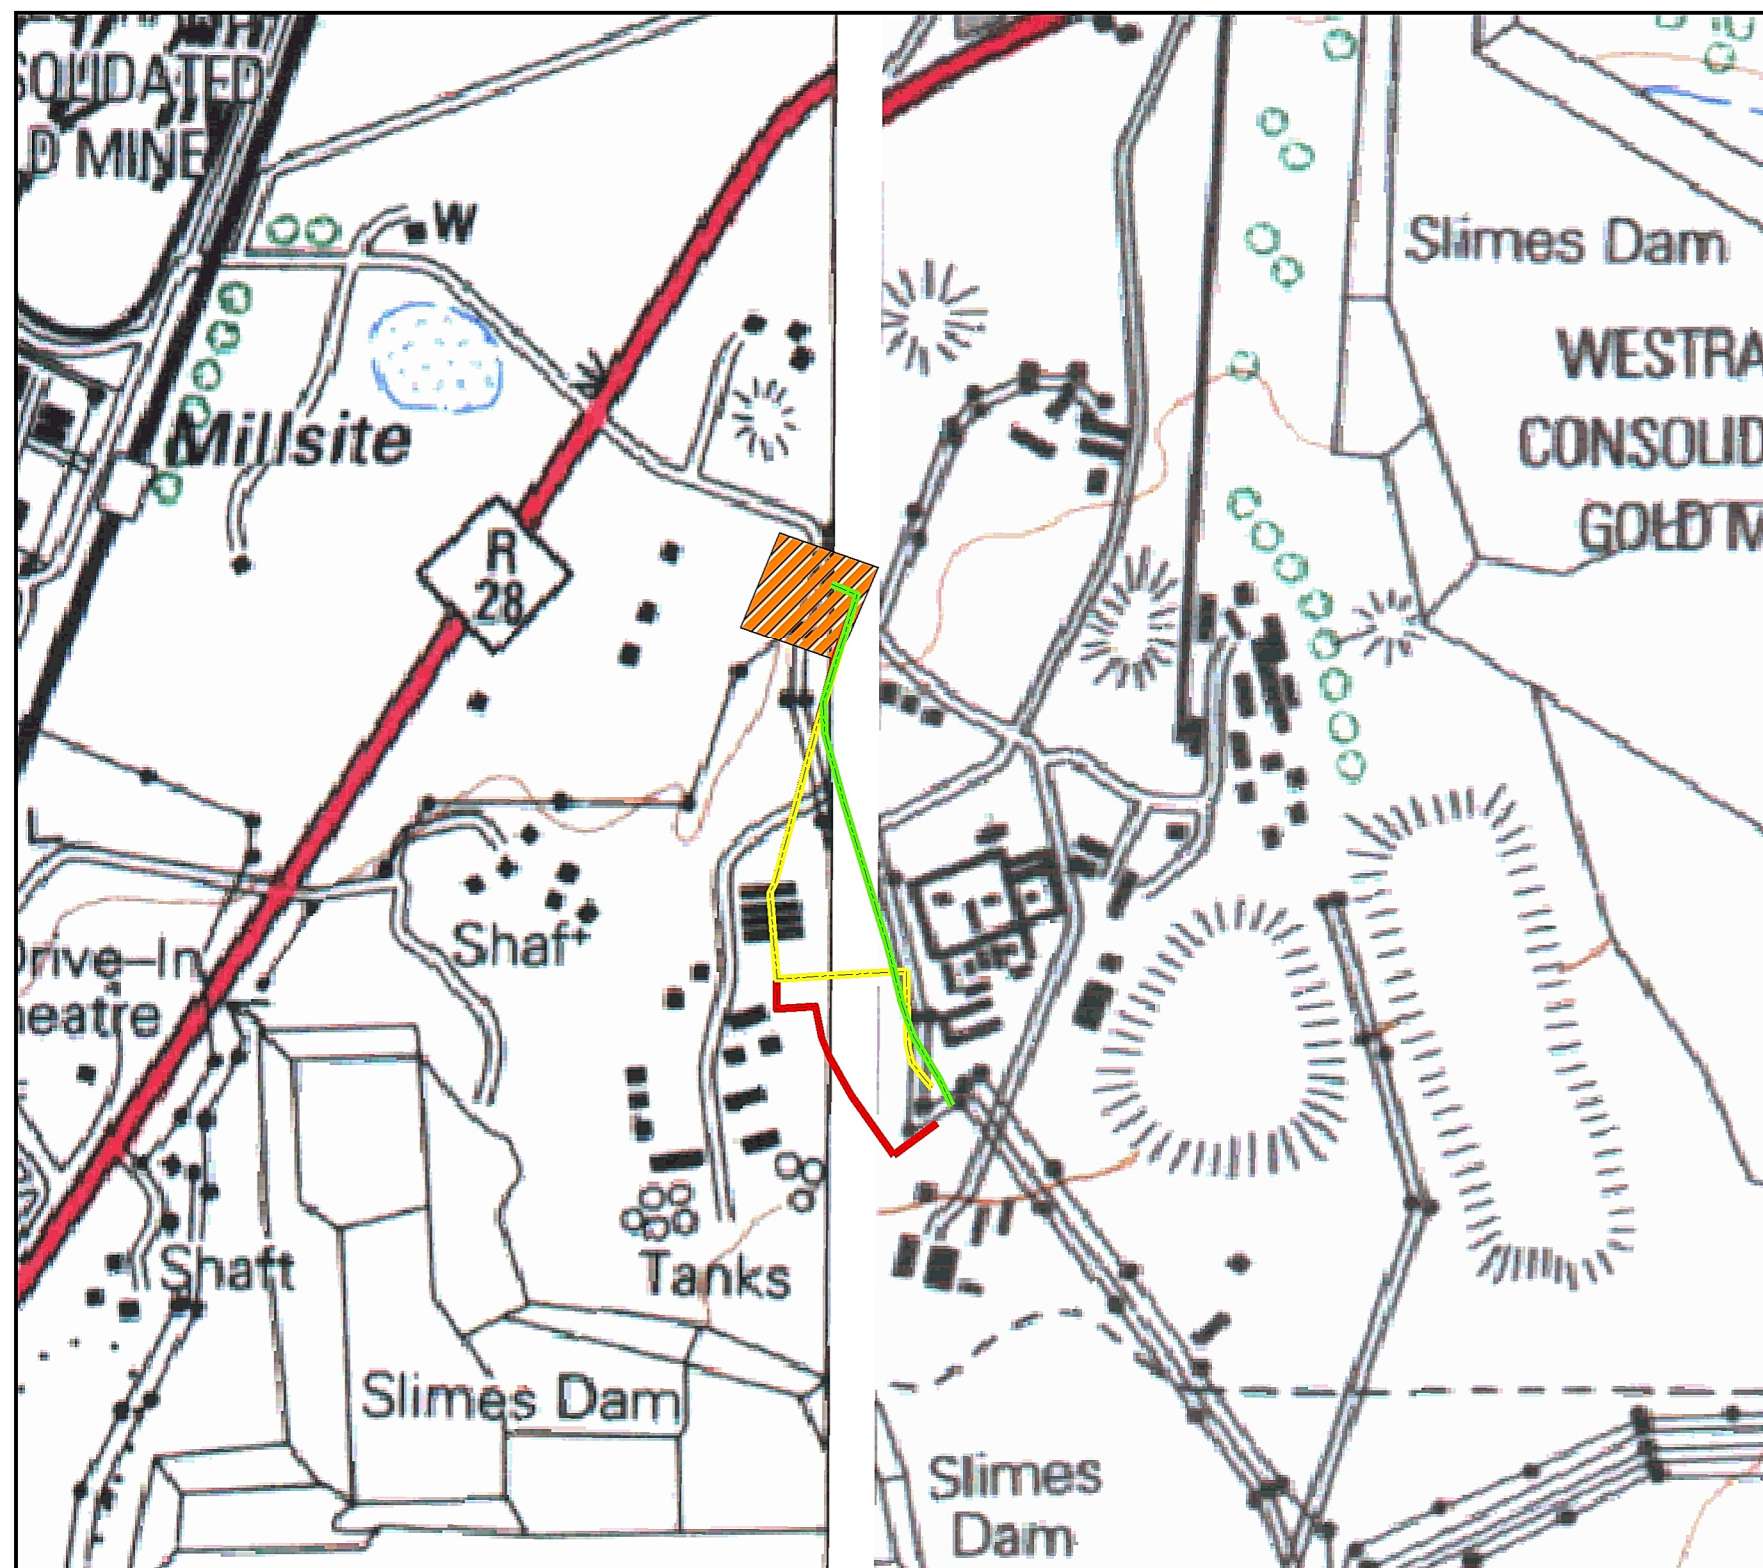 SOLIDATED
D MINE
W
Slimes Dam
WESTRA
CONSOLID
GOLD M
Millsite
R
28
Shaft
Drive-In
heatre
Shaft
Tanks
Slimes Dam
Slimes
Dam